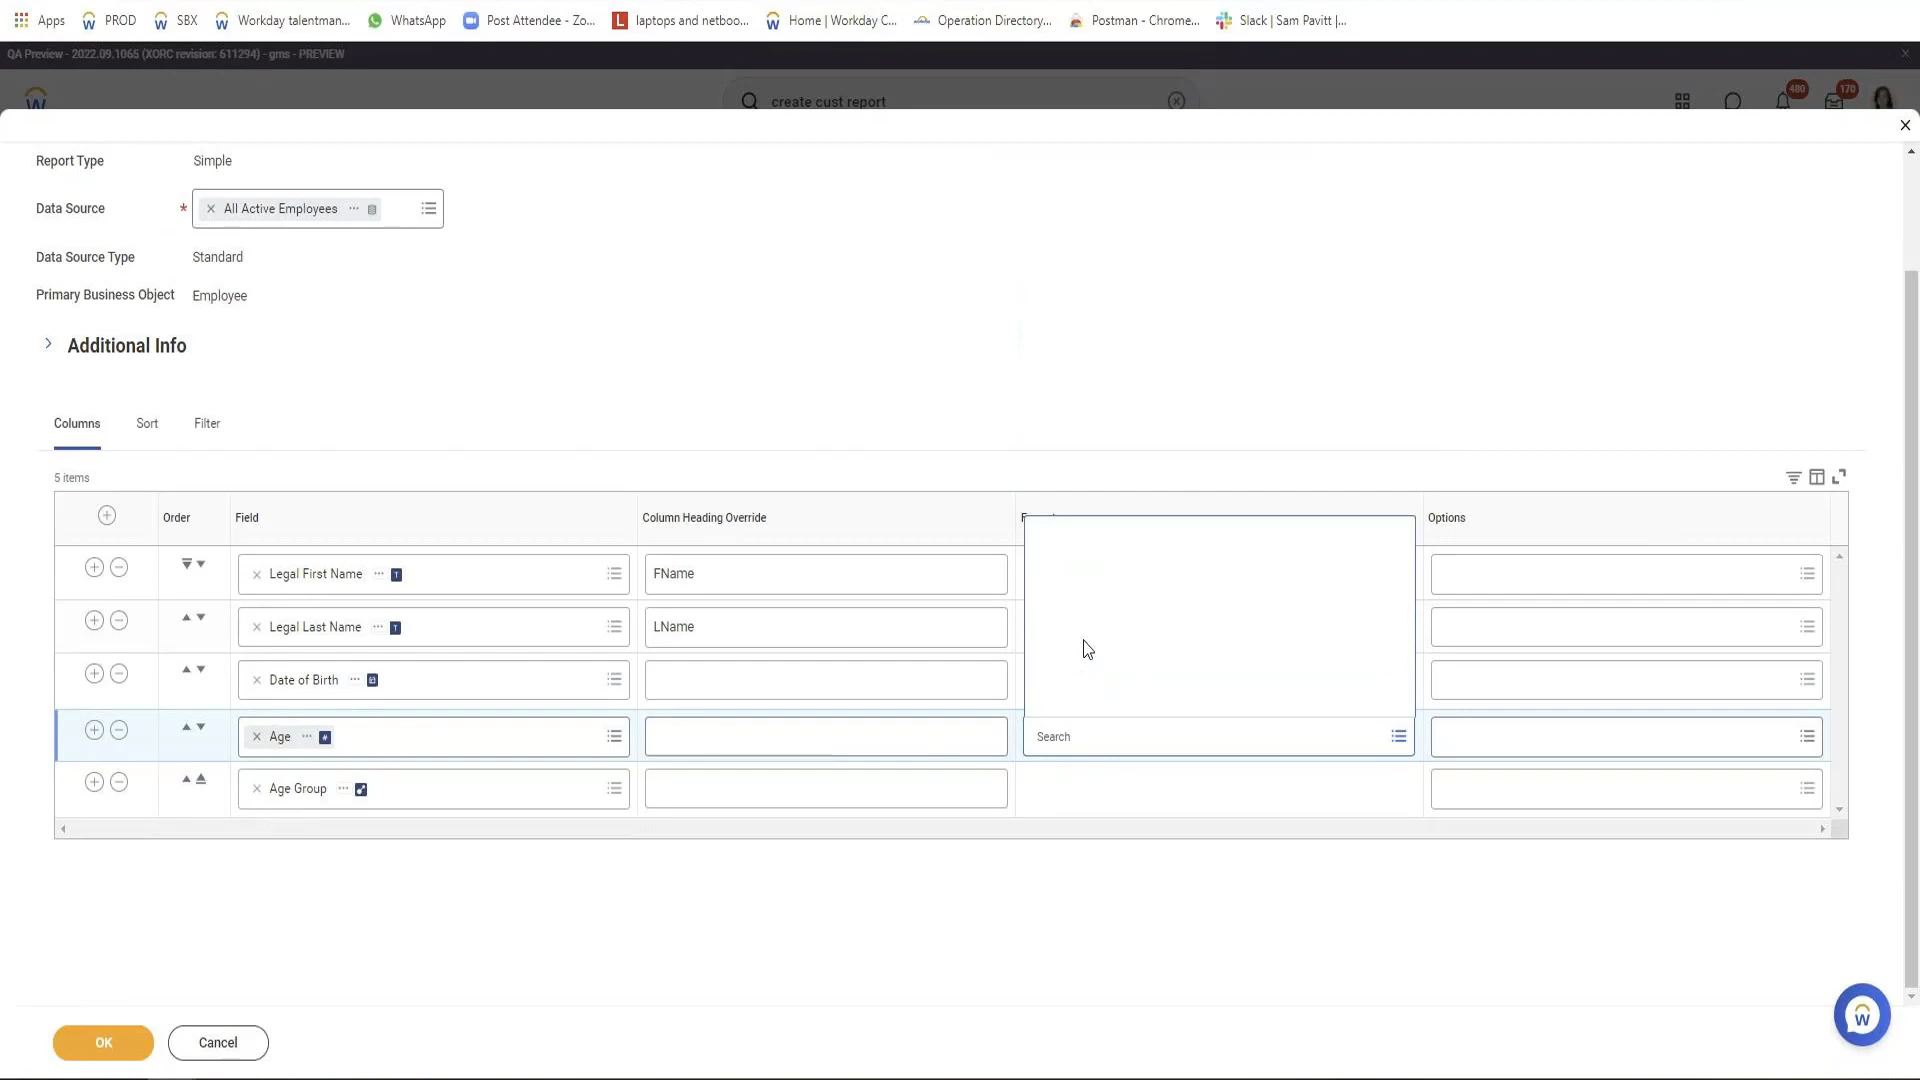 Apps
PROD
SBX
Workday talentman...
WhatsApp
Post Attendee - Zo...
L
laptops and netboo...
Home | Workday C...
Operation Directory...
Postman - Chrome...
Slack | Sam Pavitt |...
QA Preview - 2022.09.1065 (XORC revision: 611294) - gms - PREVIEW
create cust report
480
170
Report Type
Simple
Data Source
*
All Active Employees
Data Source Type
Standard
Primary Business Object
Employee
Additional Info
Columns
Sort
Filter
5 items
Order
Field
Column Heading Override
Options
Legal First Name
T
FName
Legal Last Name
T
LName
Date of Birth
Age
#
Search
Age Group
OK
Cancel